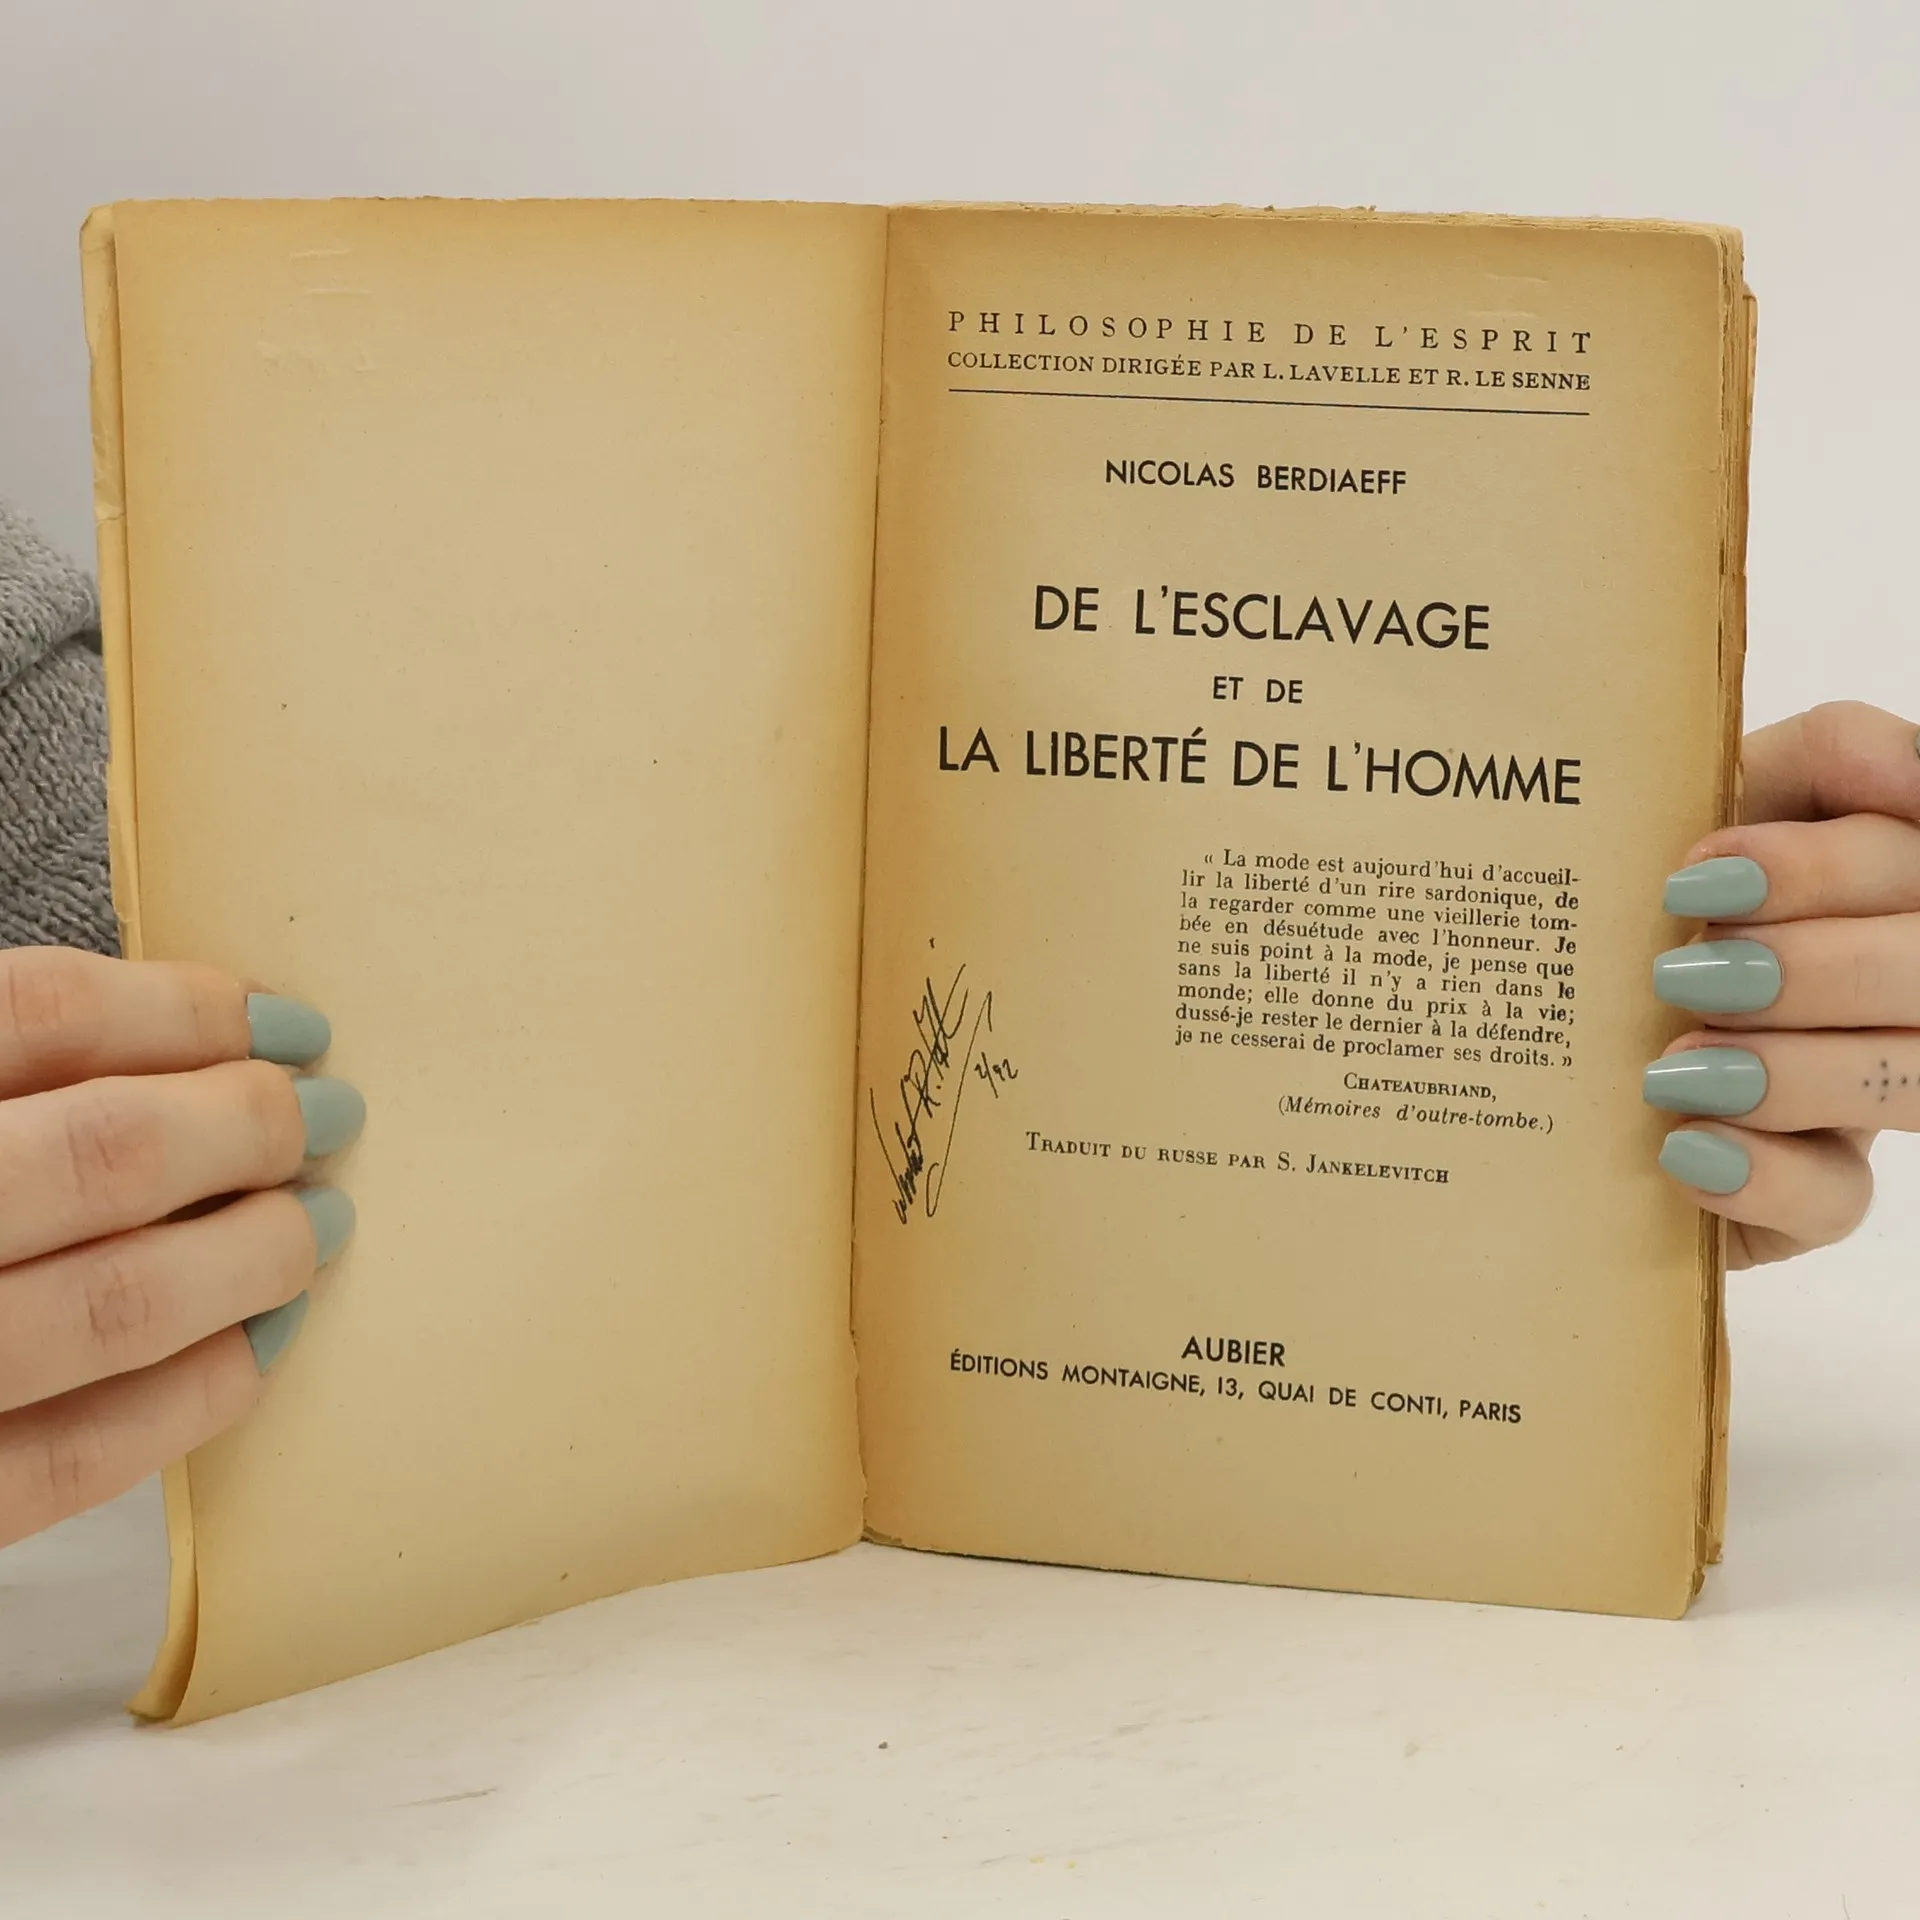 PHILOSOPHIE DE L'ESPRIT
COLLECTION DIRIGÉE PAR L. LAVELLE ET R. LE SENNE
NICOLAS BERDIAEFF
DE L'ESCLAVAGE
ET DE
LA LIBERTÉ DE L'HOMME
« La mode est aujourd'hui d'accueil-
lir la liberté d'un rire sardonique, de
la regarder comme une vieillerie tom-
bée en désuétude avec l'honneur. Je
ne suis point à la mode, je pense que
sans la liberté il n'y a rien dans le
monde; elle donne du prix à la vie;
dussé-je rester le dernier à la défendre,
je ne cesserai de proclamer ses droits. »
CHATEAUBRIAND,
(Mémoires d'outre-tombe.)
2/92
TRADUIT DU RUSSE PAR S. JANKELEVITCH
AUBIER
ÉDITIONS MONTAIGNE, 13, QUAI DE CONTI, PARIS